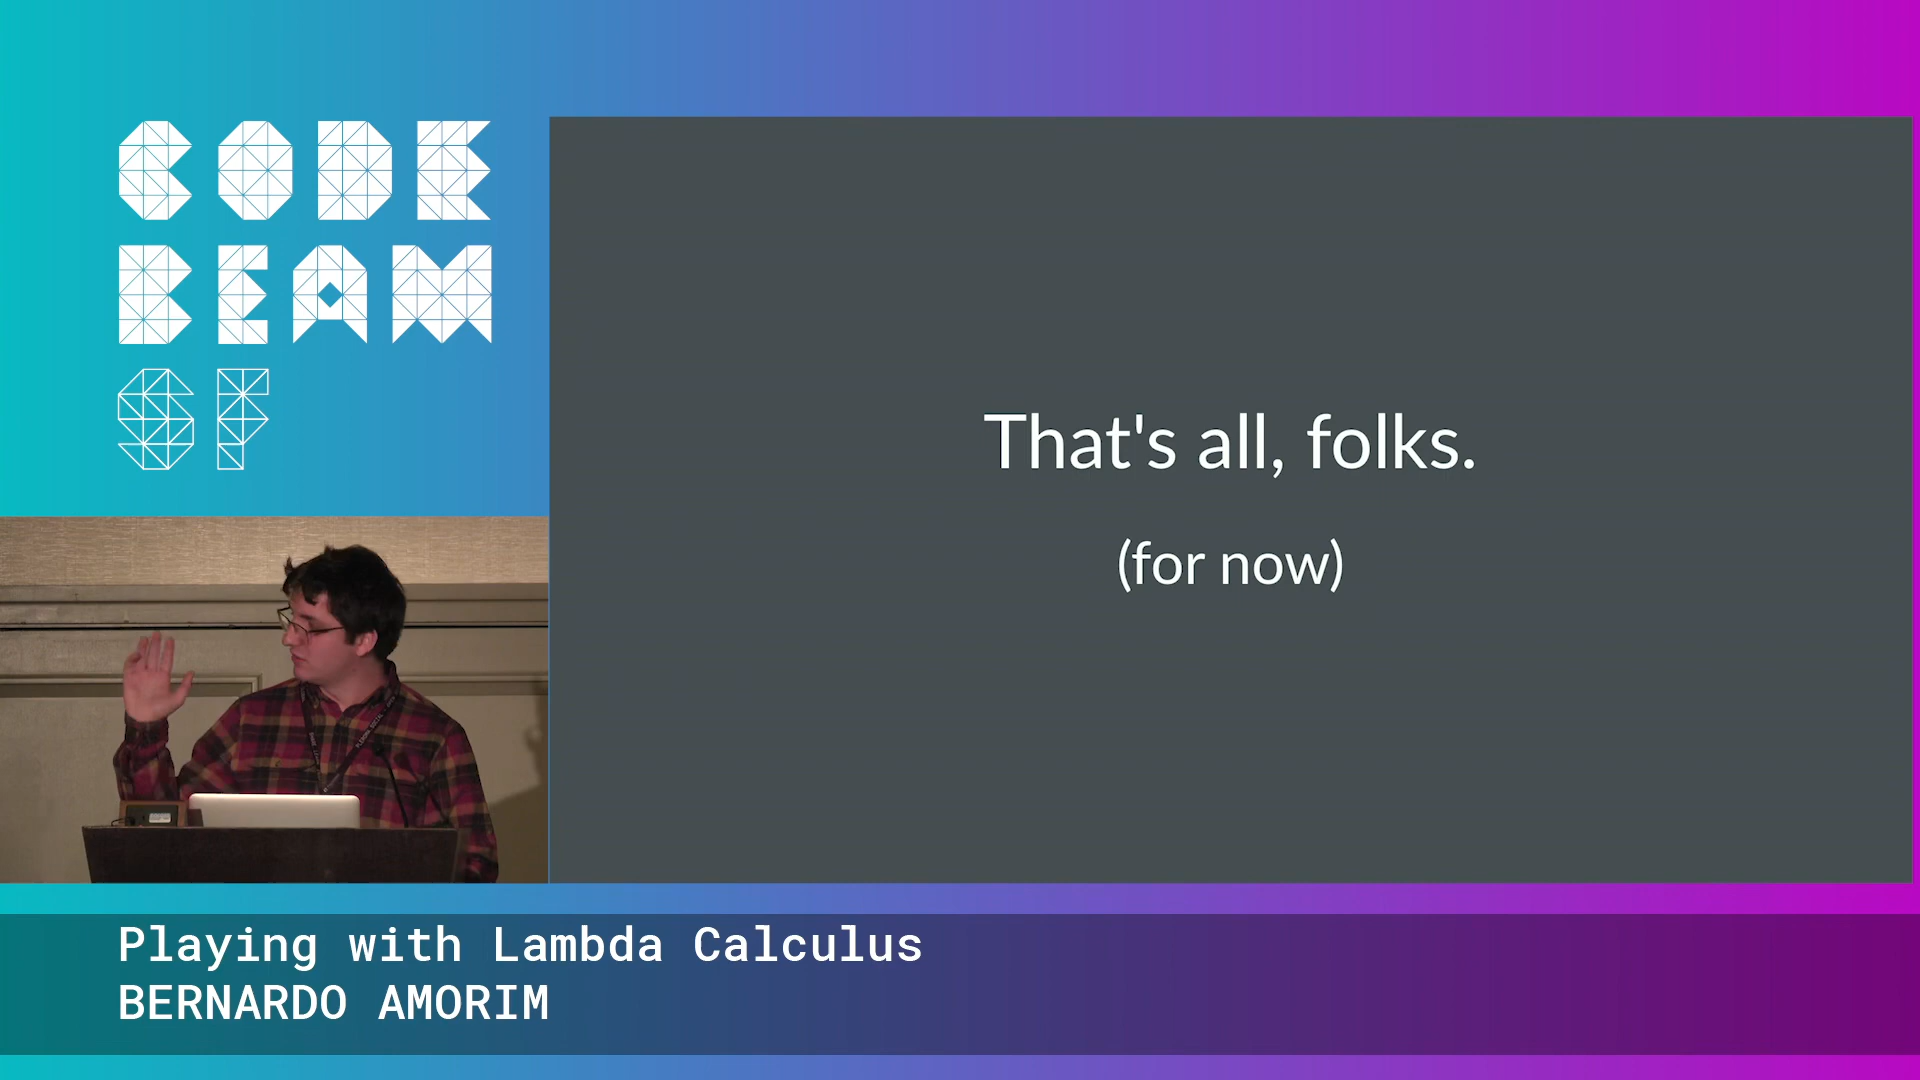 CODE
BEAM
SF
That's all, folks.
(for now)
Playing with Lambda Calculus
BERNARDO AMORIM